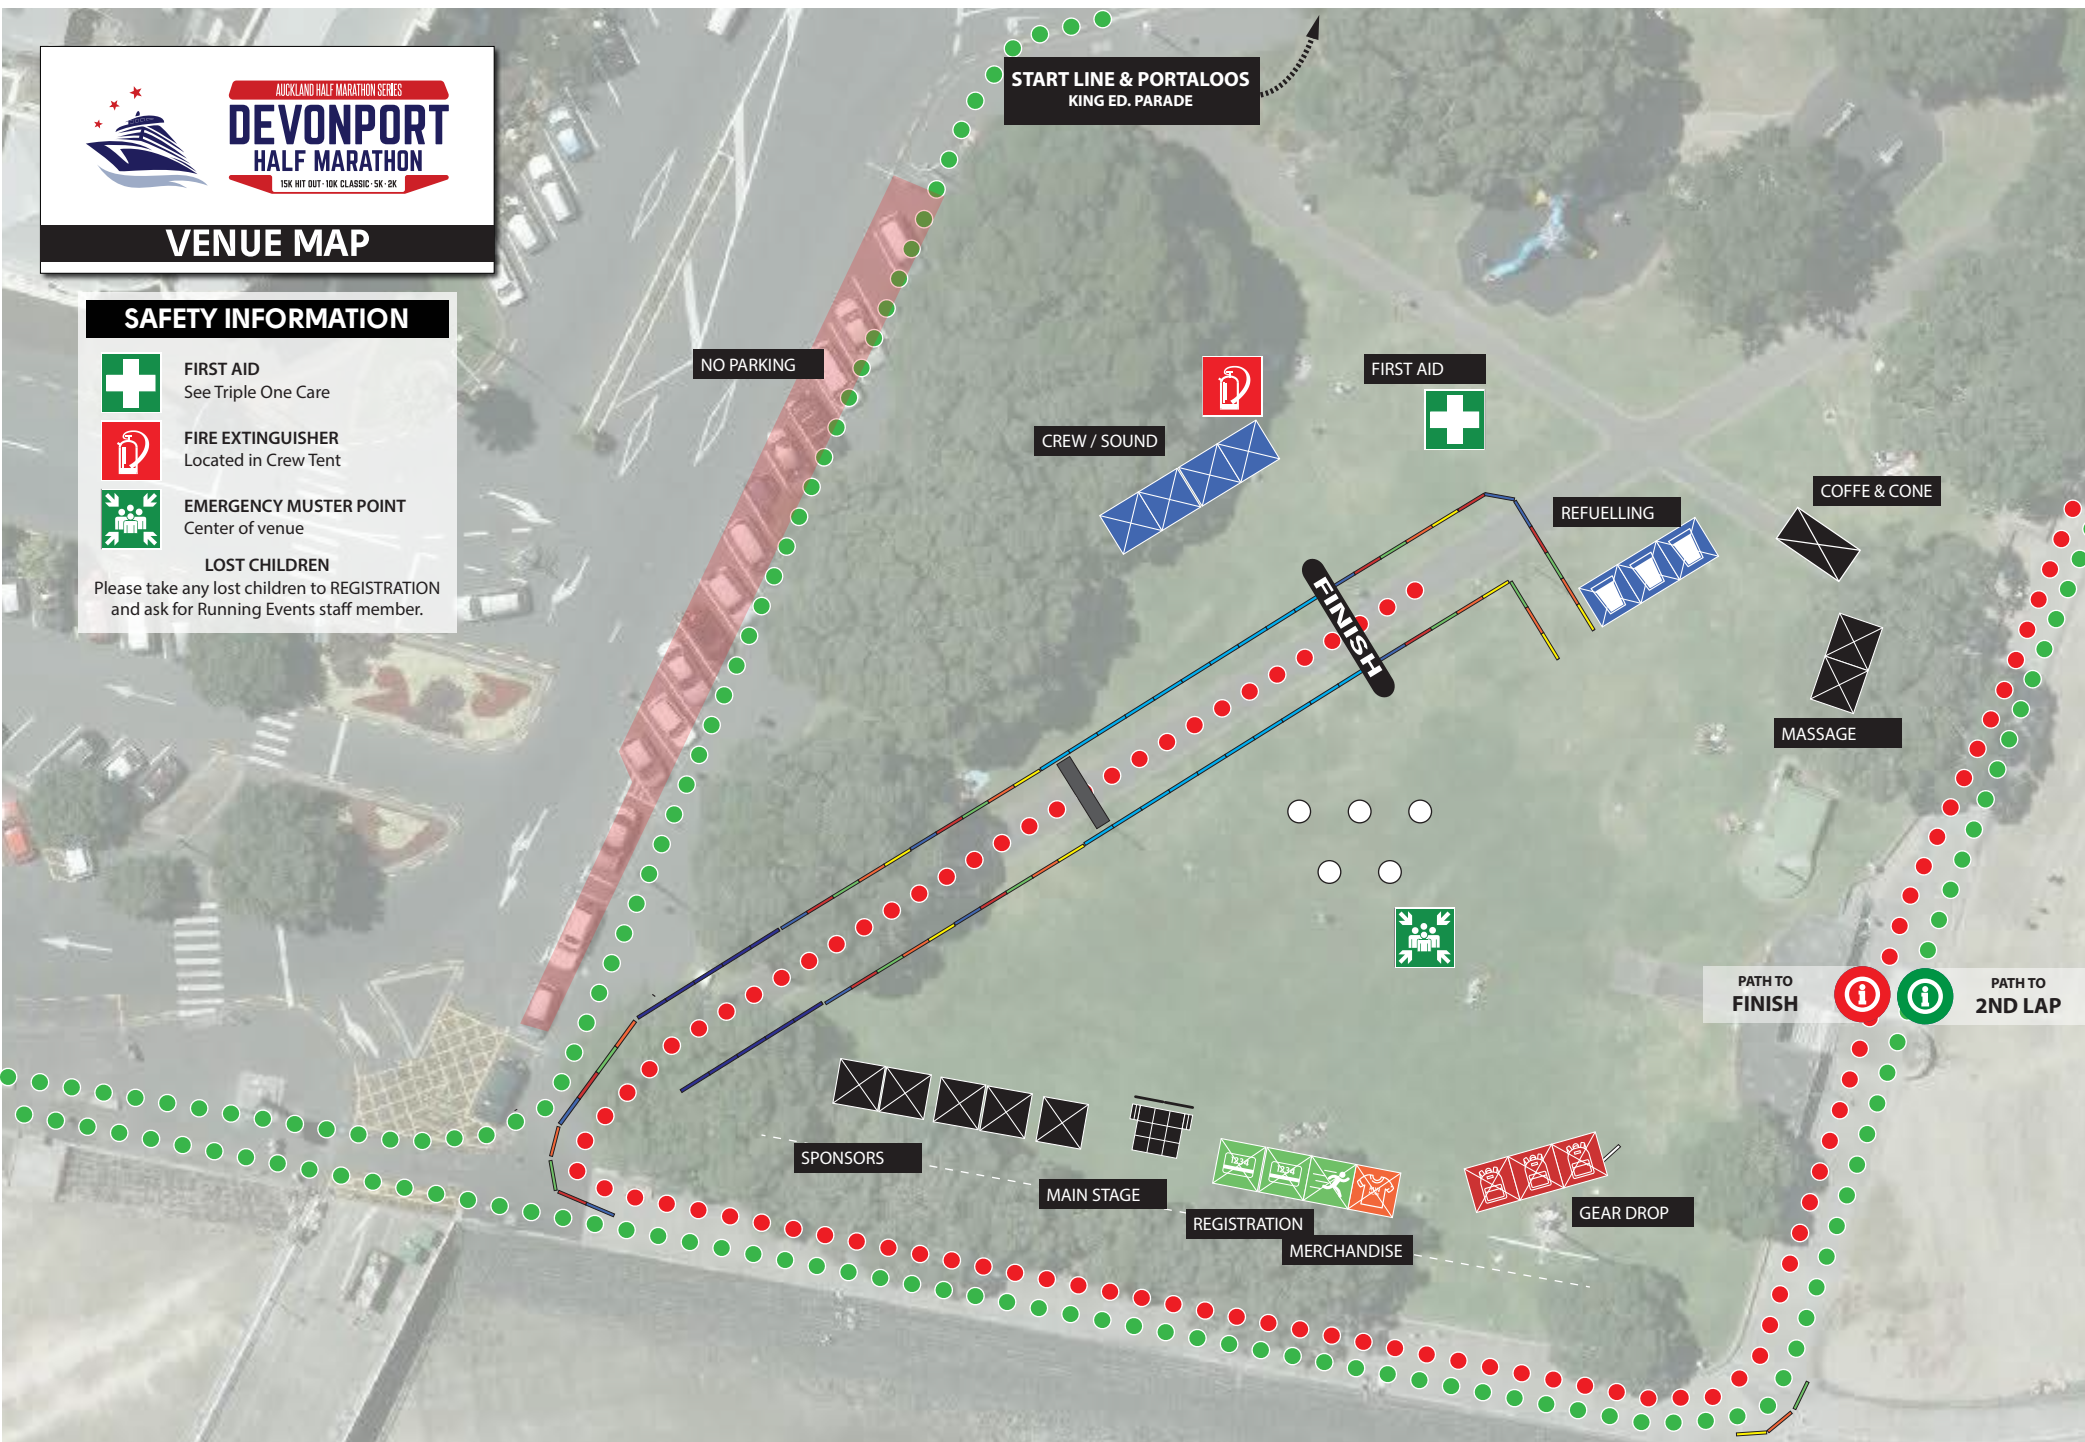 AUCKLAND HALF MARATHON SERIES
DEVONPORT
HALF MARATHON
15K HIT OUT · 10K CLASSIC · 5K · 2K
VENUE MAP
SAFETY INFORMATION
FIRST AID
See Triple One Care
FIRE EXTINGUISHER
Located in Crew Tent
EMERGENCY MUSTER POINT
Center of venue
LOST CHILDREN
Please take any lost children to REGISTRATION
and ask for Running Events staff member.
START LINE & PORTALOOS
KING ED. PARADE
NO PARKING
CREW / SOUND
FIRST AID
REFUELLING
COFFE & CONE
FINISH
MASSAGE
PATH TO
FINISH
PATH TO
2ND LAP
SPONSORS
MAIN STAGE
1234
1234
REGISTRATION
MERCHANDISE
GEAR DROP